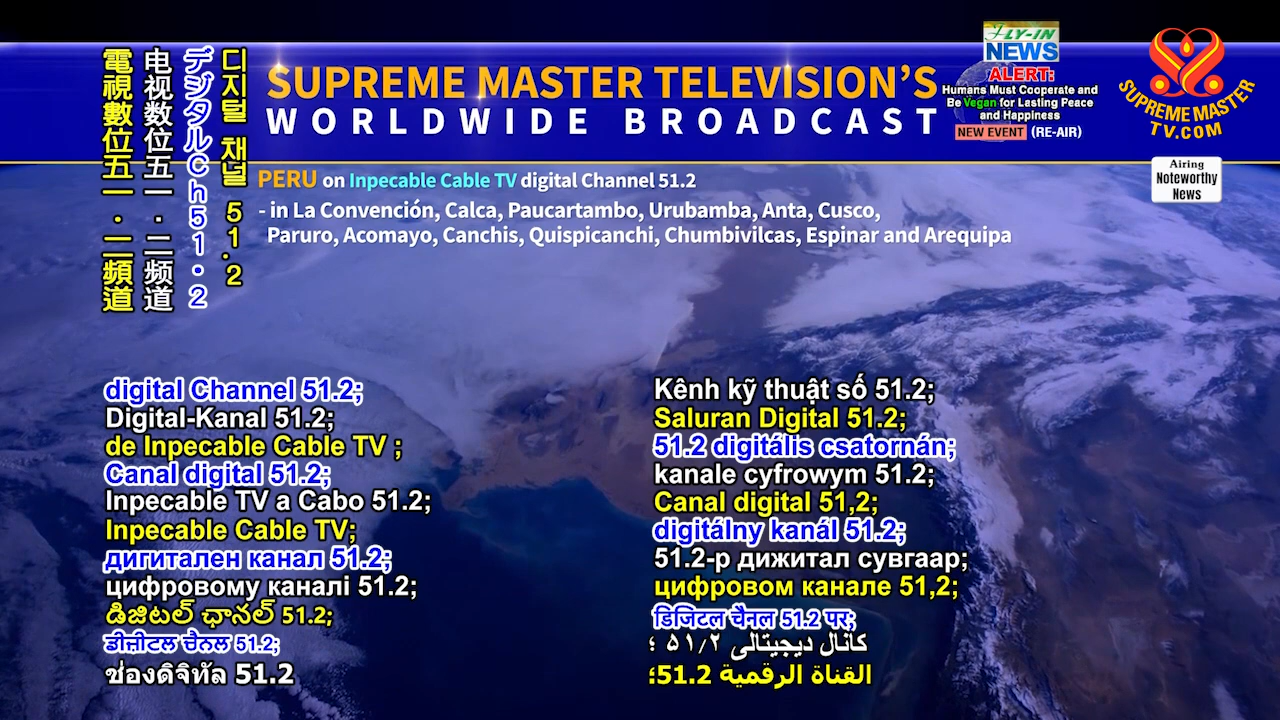 電視數位五一．二頻道
电视数位五一．二频道
デジタルCh51・2
디지털 채널 51.2
SUPREME MASTER TELEVISION’S
WORLDWIDE BROADCAST
FLY-IN
NEWS
ALERT:
Humans Must Cooperate and
Be Vegan for Lasting Peace
and Happiness
NEW EVENT (RE-AIR)
SUPREME MASTER
TV.COM
Airing
Noteworthy
News
PERU on Inpecable Cable TV digital Channel 51.2
- in La Convención, Calca, Paucartambo, Urubamba, Anta, Cusco,
Paruro, Acomayo, Canchis, Quispicanchi, Chumbivilcas, Espinar and Arequipa
digital Channel 51.2;
Digital-Kanal 51.2;
de Inpecable Cable TV ;
Canal digital 51.2;
Inpecable TV a Cabo 51.2;
Inpecable Cable TV;
дигитален канал 51.2;
цифровому каналі 51.2;
డిజిటల్ ఛానల్ 51.2;
ਡੀਜੀਟਲ ਚੈਨਲ 51.2;
ช่องดิจิทัล 51.2
Kênh kỹ thuật số 51.2;
Saluran Digital 51.2;
51.2 digitális csatornán;
kanale cyfrowym 51.2;
Canal digital 51,2;
digitálny kanál 51.2;
51.2-р дижитал сувгаар;
цифровом канале 51,2;
डिजिटल चैनल 51.2 पर;
کانال دیجیتالی ۵۱/۲ ؛
القناة الرقمية 51.2؛